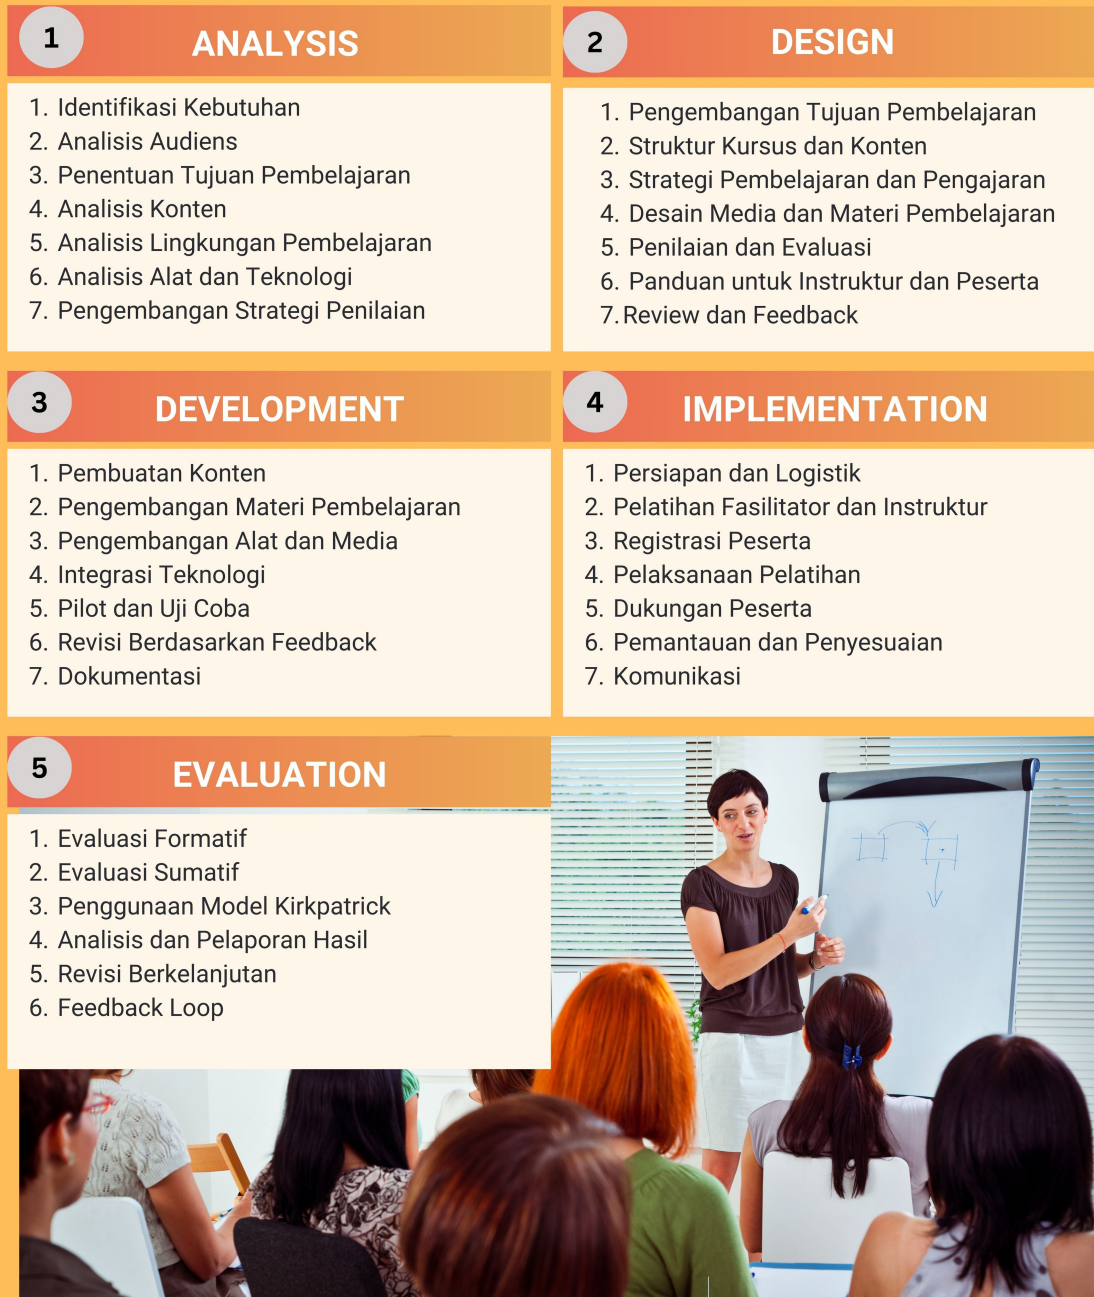 1
ANALYSIS
1. Identifikasi Kebutuhan
2. Analisis Audiens
3. Penentuan Tujuan Pembelajaran
4. Analisis Konten
5. Analisis Lingkungan Pembelajaran
6. Analisis Alat dan Teknologi
7. Pengembangan Strategi Penilaian
2
DESIGN
1. Pengembangan Tujuan Pembelajaran
2. Struktur Kursus dan Konten
3. Strategi Pembelajaran dan Pengajaran
4. Desain Media dan Materi Pembelajaran
5. Penilaian dan Evaluasi
6. Panduan untuk Instruktur dan Peserta
7. Review dan Feedback
3
DEVELOPMENT
1. Pembuatan Konten
2. Pengembangan Materi Pembelajaran
3. Pengembangan Alat dan Media
4. Integrasi Teknologi
5. Pilot dan Uji Coba
6. Revisi Berdasarkan Feedback
7. Dokumentasi
4
IMPLEMENTATION
1. Persiapan dan Logistik
2. Pelatihan Fasilitator dan Instruktur
3. Registrasi Peserta
4. Pelaksanaan Pelatihan
5. Dukungan Peserta
6. Pemantauan dan Penyesuaian
7. Komunikasi
5
EVALUATION
1. Evaluasi Formatif
2. Evaluasi Sumatif
3. Penggunaan Model Kirkpatrick
4. Analisis dan Pelaporan Hasil
5. Revisi Berkelanjutan
6. Feedback Loop